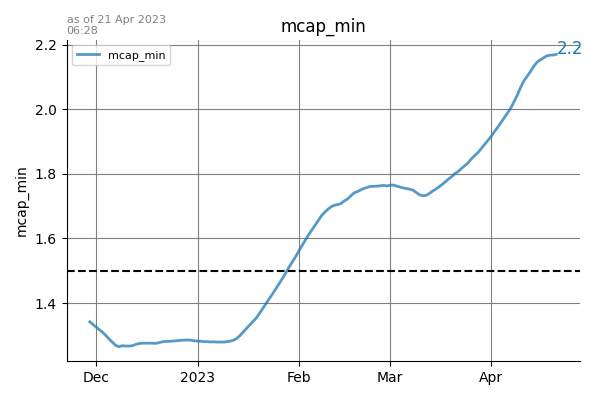 as of 21 Apr 2023
06:28
mcap_min
mcap_min
2.2
2.2
2.0
1.8
1.6
1.4
mcap_min
Dec
2023
Feb
Mar
Apr